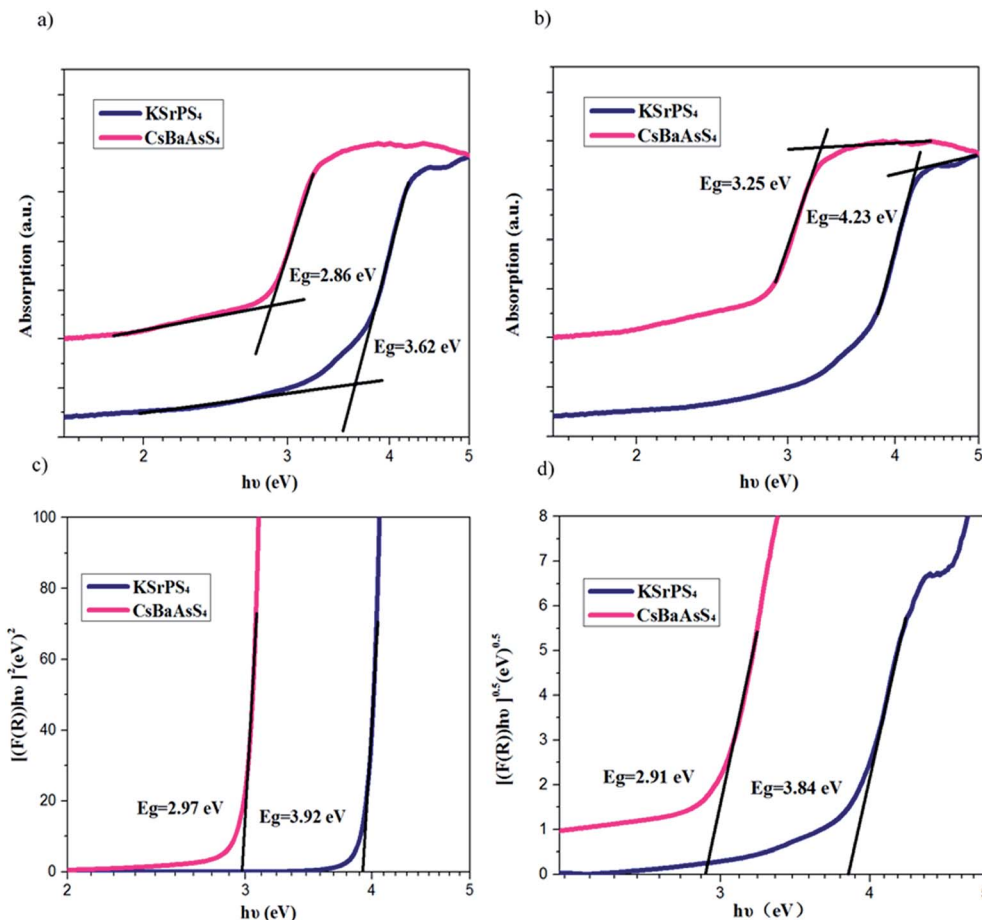 a)
KSrPS₄
CsBaAsS₄
Eg=2.86 eV
Eg=3.62 eV
Absorption (a.u.)
2
3
4
5
hυ (eV)
b)
KSrPS₄
CsBaAsS₄
Eg=3.25 eV
Eg=4.23 eV
Absorption (a.u.)
2
3
4
5
hυ (eV)
c)
100
80
60
40
20
0
KSrPS₄
CsBaAsS₄
Eg=2.97 eV
Eg=3.92 eV
[(F(R))hυ ]²(eV)²
2
3
4
5
hυ (eV)
d)
8
7
6
5
4
3
2
1
0
KSrPS₄
CsBaAsS₄
Eg=2.91 eV
Eg=3.84 eV
[(F(R))hυ ]⁰·⁵(eV)⁰·⁵
3
4
5
hυ（eV）